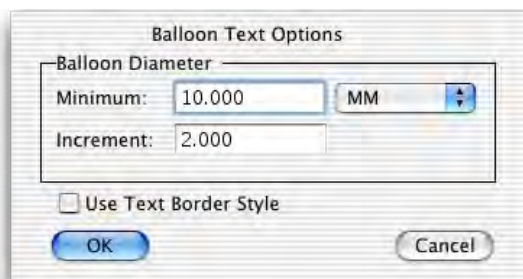 Balloon Text Options
Balloon Diameter
Minimum: 10.000 MM
Increment: 2.000
Use Text Border Style
OK Cancel